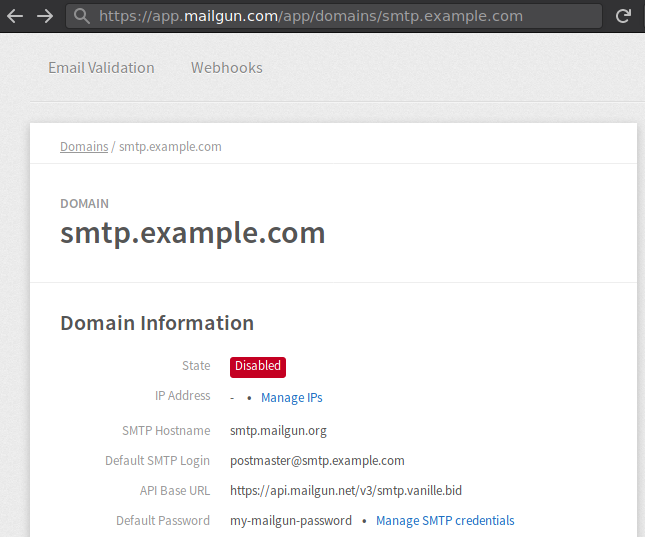 https://app.mailgun.com/app/domains/smtp.example.com
Email Validation Webhooks
Domains / smtp.example.com
DOMAIN
smtp.example.com
Domain Information
State Disabled
IP Address - • Manage IPs
SMTP Hostname smtp.mailgun.org
Default SMTP Login postmaster@smtp.example.com
API Base URL https://api.mailgun.net/v3/smtp.vanille.bid
Default Password my-mailgun-password • Manage SMTP credentials